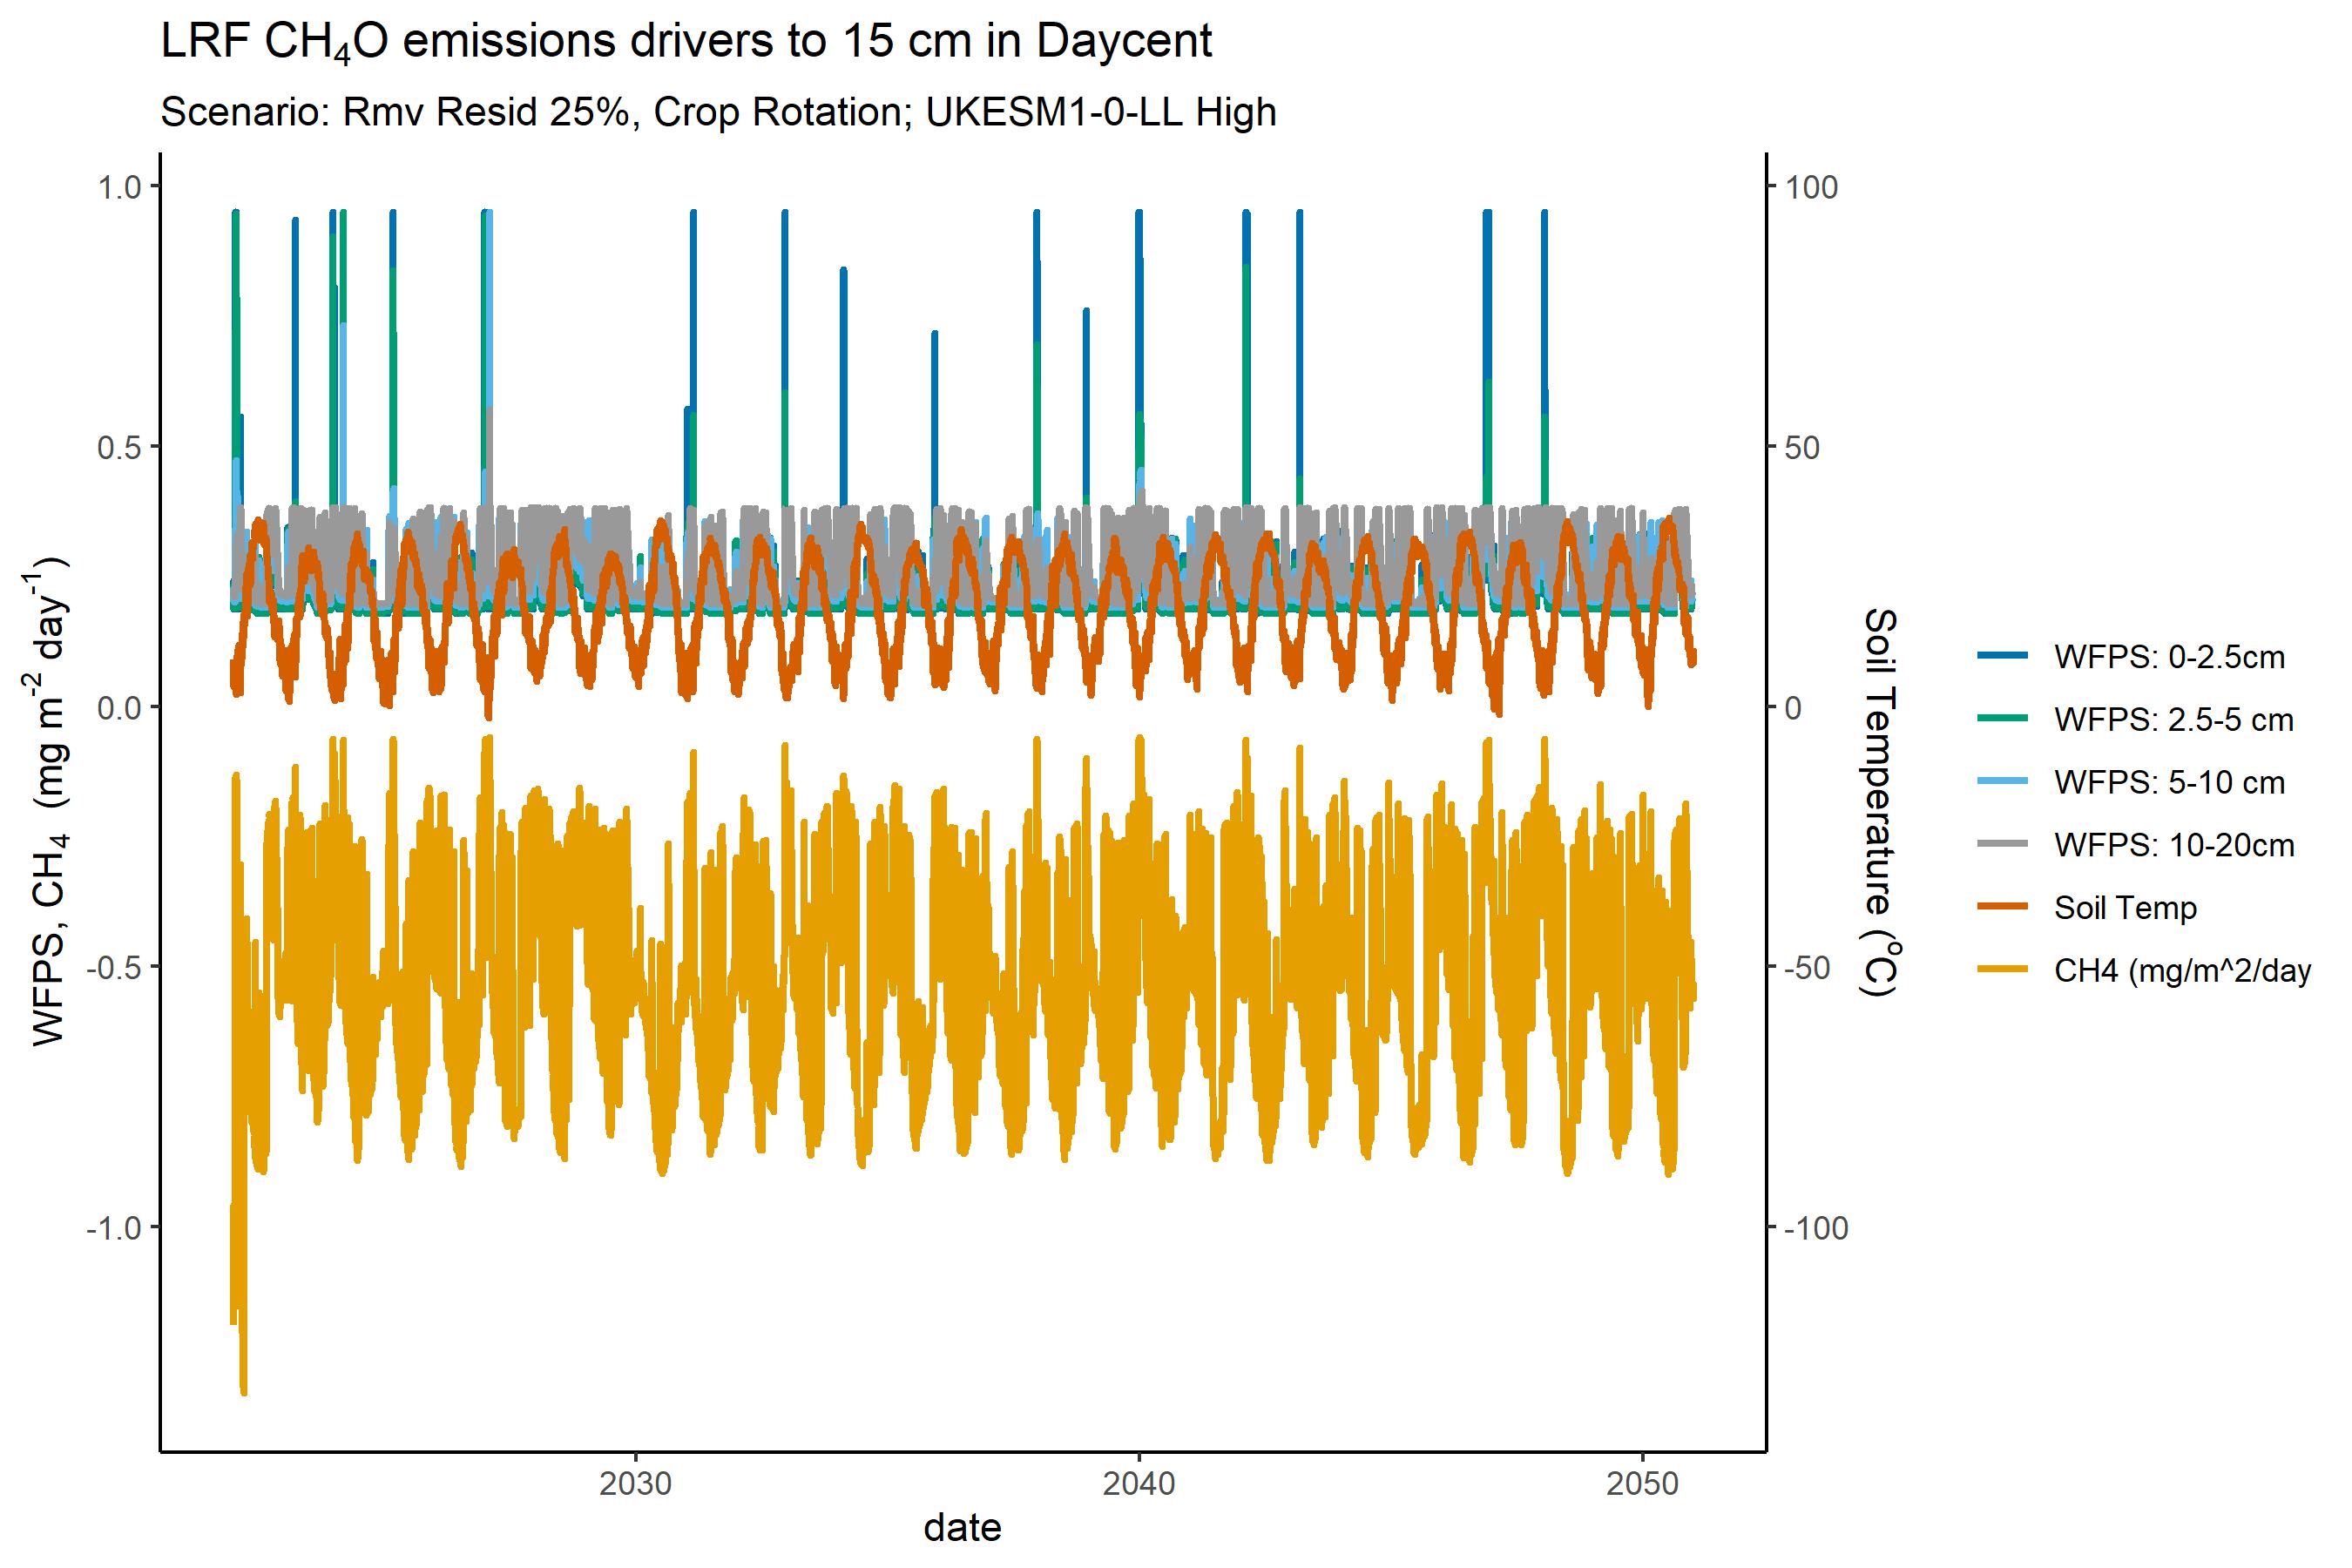 LRF CH₄O emissions drivers to 15 cm in Daycent
Scenario: Rmv Resid 25%, Crop Rotation; UKESM1-0-LL High
1.0
0.5
0.0
-0.5
-1.0
WFPS, CH₄ (mg m⁻² day⁻¹)
100
50
0
-50
-100
Soil Temperature (°C)
2030
2040
2050
date
WFPS: 0-2.5cm
WFPS: 2.5-5 cm
WFPS: 5-10 cm
WFPS: 10-20cm
Soil Temp
CH4 (mg/m^2/day